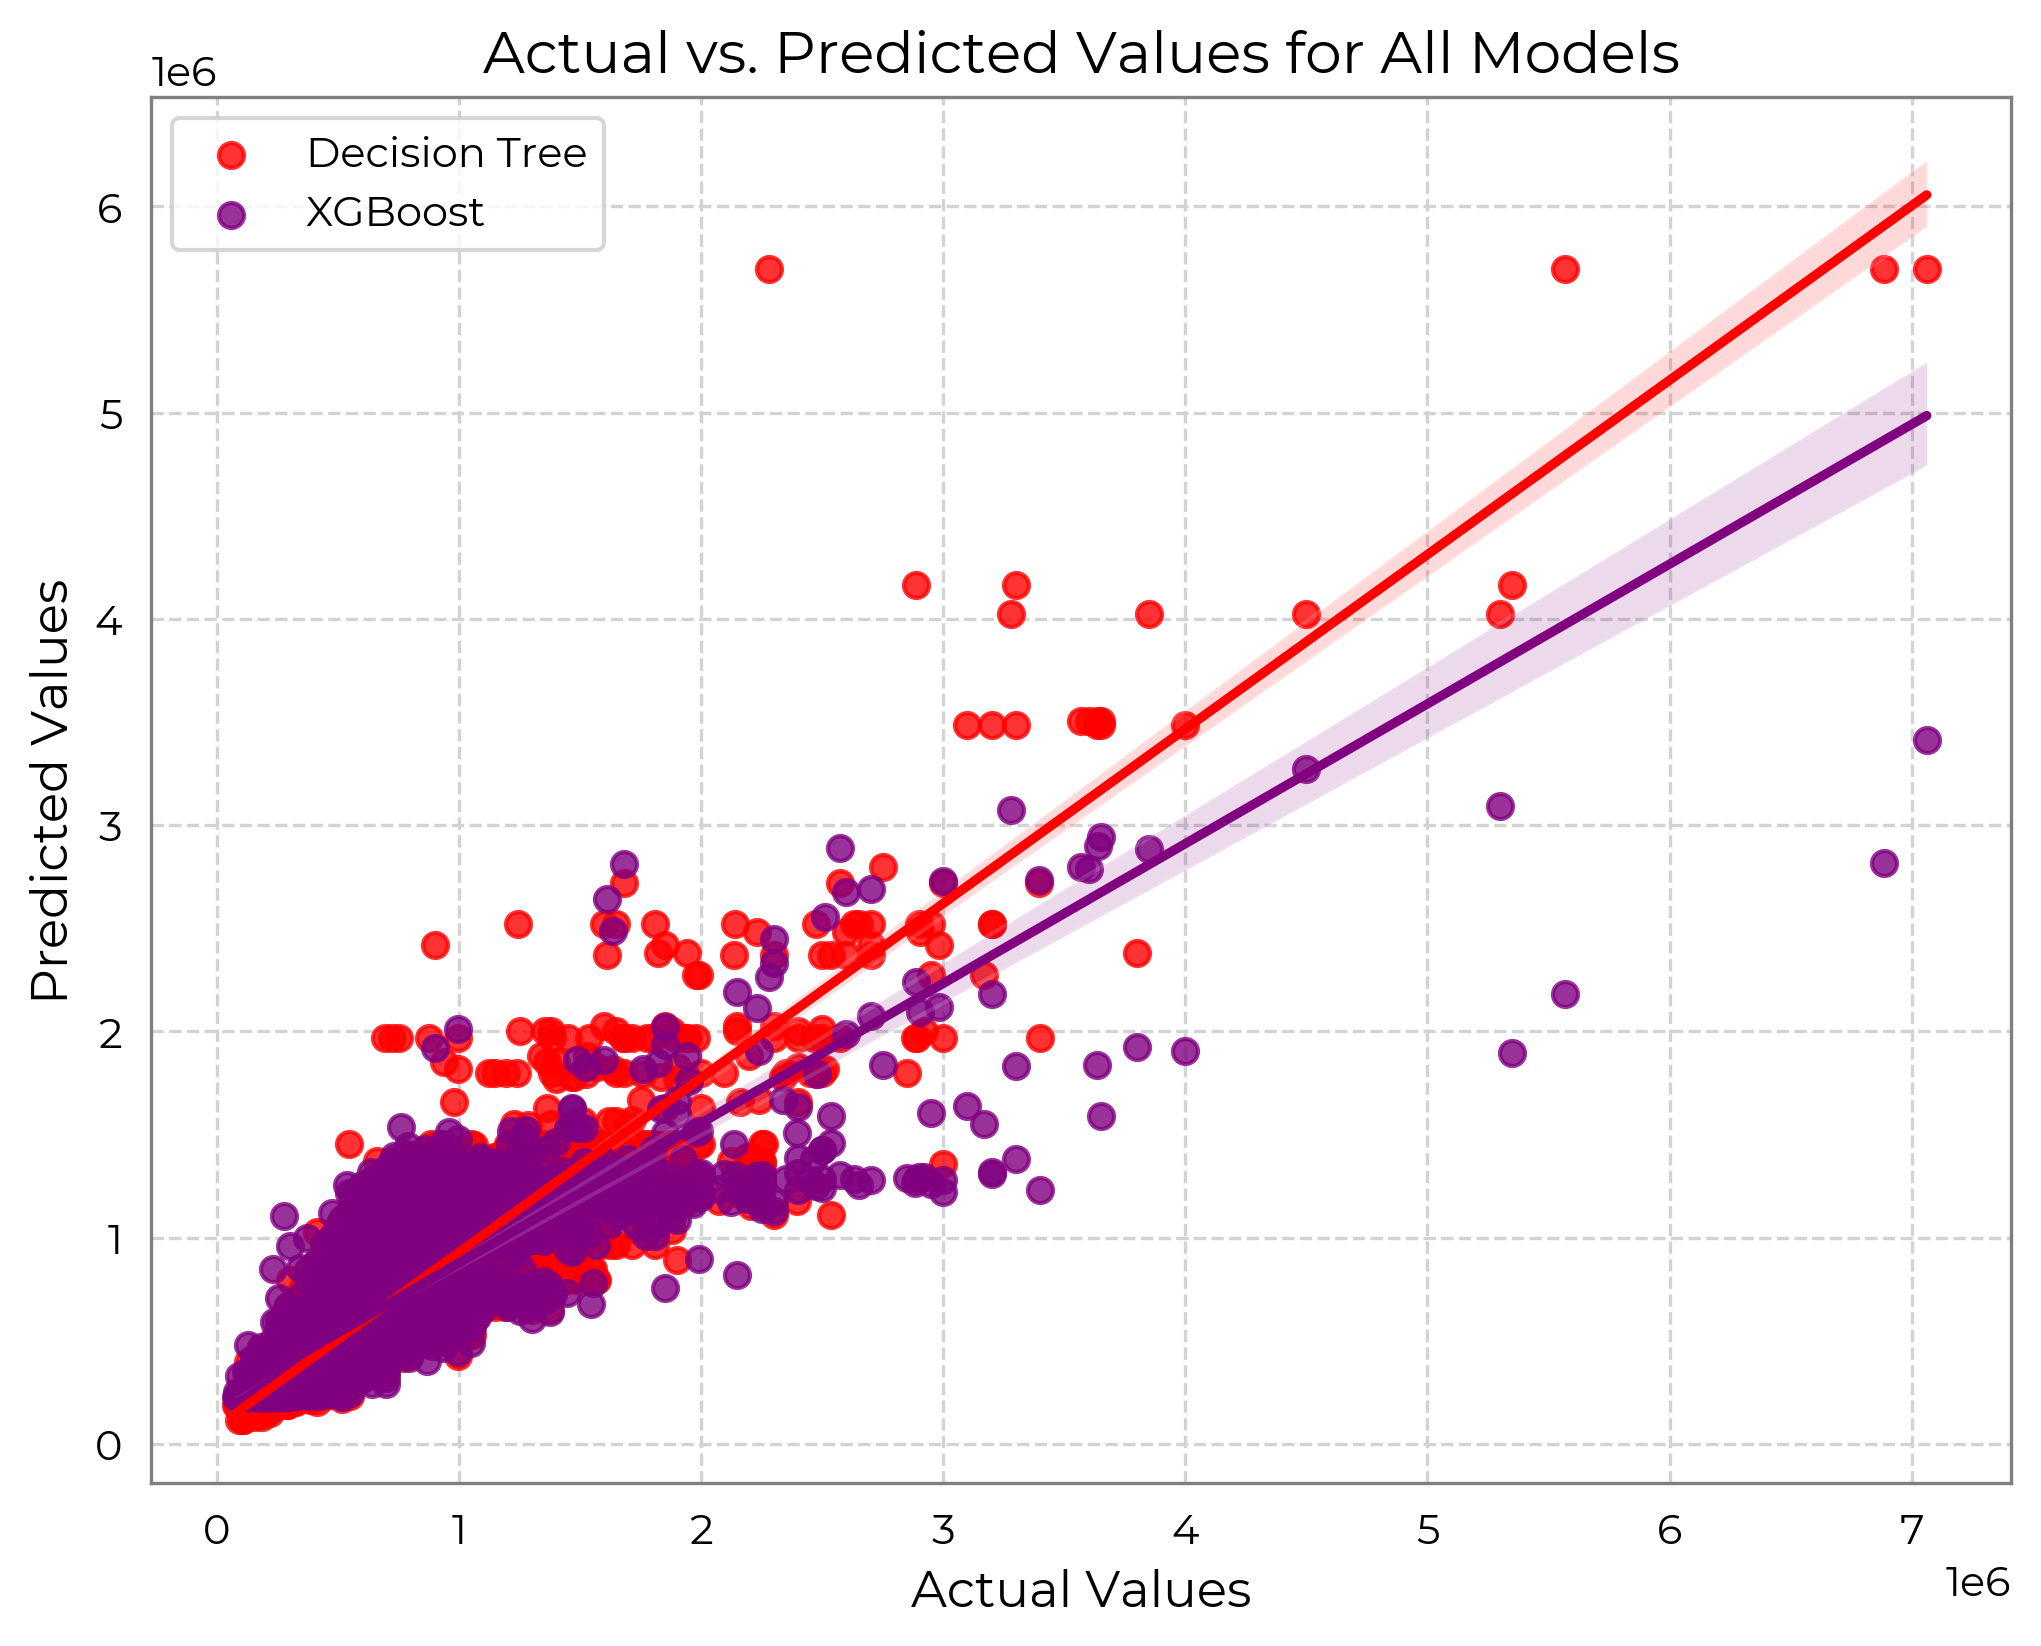 Actual vs. Predicted Values for All Models
1e6
Decision Tree
XGBoost
6
5
4
3
2
1
0
Predicted Values
0 1 2 3 4 5 6 7
1e6
Actual Values